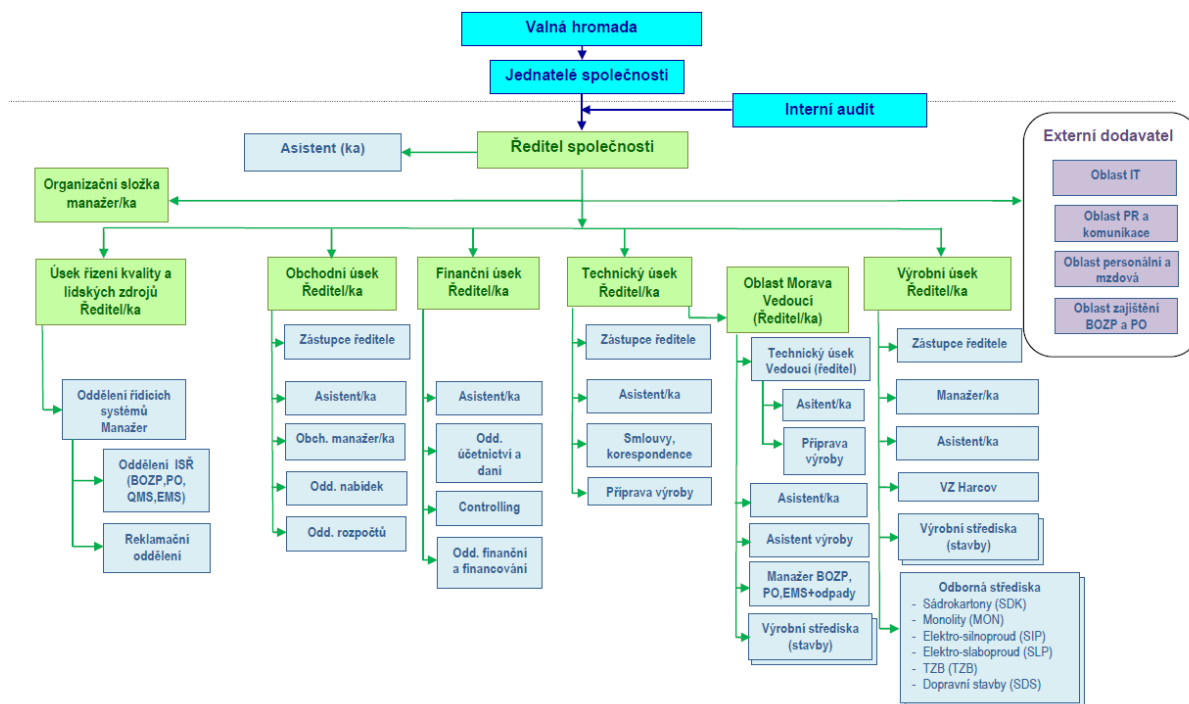 Valná hromada
Jednatelé společnosti
Interní audit
Externí dodavatel
Oblast IT
Oblast PR a
komunikace
Oblast personální a
mzdová
Oblast zajištění
BOZP a PO
Asistent (ka)
Ředitel společnosti
Organizační složka
manažer/ka
Úsek řízení kvality a
lidských zdrojů
Ředitel/ka
Oddělení řídících
systémů
Manažer
Oddělení ISŘ
(BOZP,PO,
QMS,EMS)
Reklamační
oddělení
Obchodní úsek
Ředitel/ka
Zástupce ředitele
Asistent/ka
Obch. manažer/ka
Odd. nabídek
Odd. rozpočtů
Finanční úsek
Ředitel/ka
Asistent/ka
Odd.
účetnictví a
daní
Controlling
Odd. finanční
a financování
Technický úsek
Ředitel/ka
Zástupce ředitele
Asistent/ka
Smlouvy,
korespondence
Příprava výroby
Oblast Morava
Vedoucí
(Ředitel/ka)
Technický úsek
Vedoucí (ředitel)
Asitent/ka
Příprava
výroby
Asistent/ka
Asistent výroby
Manažer BOZP,
PO,EMS+odpady
Výrobní střediska
(stavby)
Výrobní úsek
Ředitel/ka
Zástupce ředitele
Manažer/ka
Asistent/ka
VZ Harcov
Výrobní střediska
(stavby)
Odborná střediska
- Sádrokartony (SDK)
- Monolity (MON)
- Elektro-silnoproud (SIP)
- Elektro-slaboproud (SLP)
- TZB (TZB)
- Dopravní stavby (SDS)